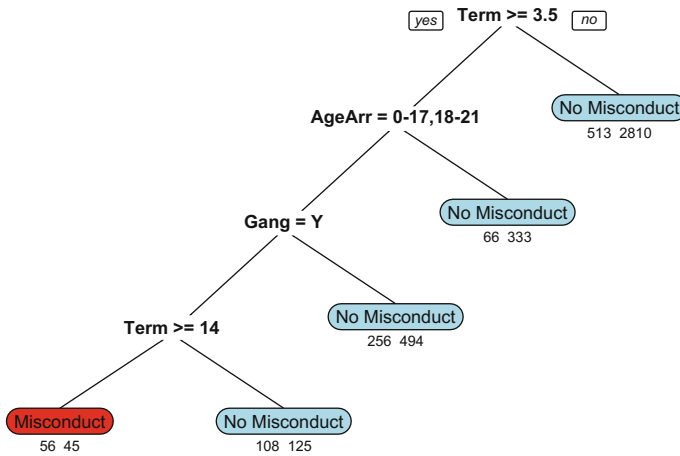 yes Term >= 3.5 no
No Misconduct
513 2810
AgeArr = 0-17,18-21
No Misconduct
66 333
Gang = Y
No Misconduct
256 494
Term >= 14
Misconduct
56 45
No Misconduct
108 125